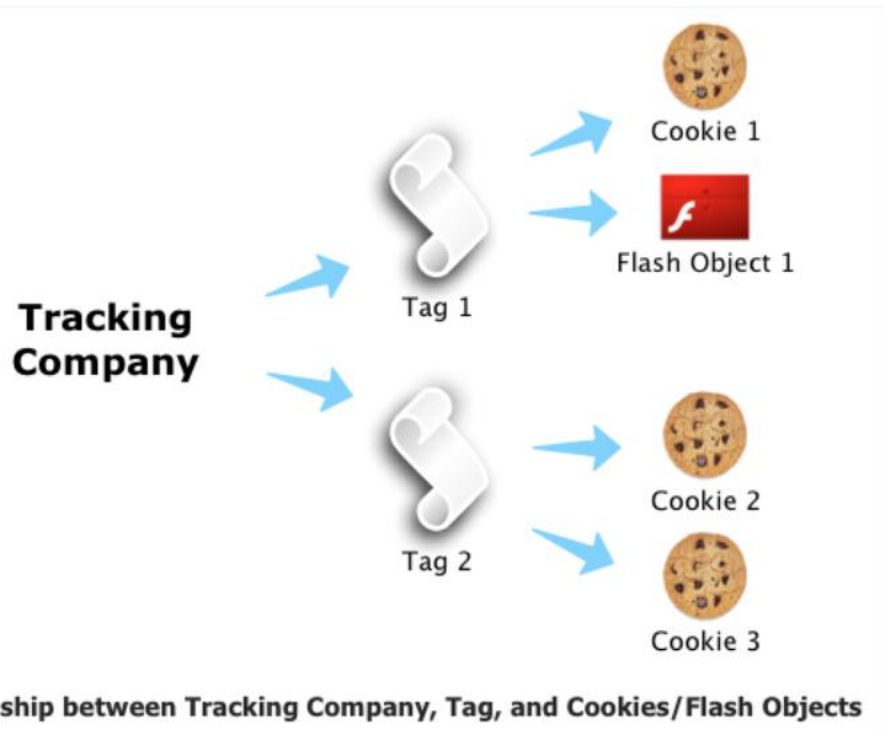 Cookie 1
Flash Object 1
Tag 1
Tracking
Company
Cookie 2
Tag 2
Cookie 3
ship between Tracking Company, Tag, and Cookies/Flash Objects